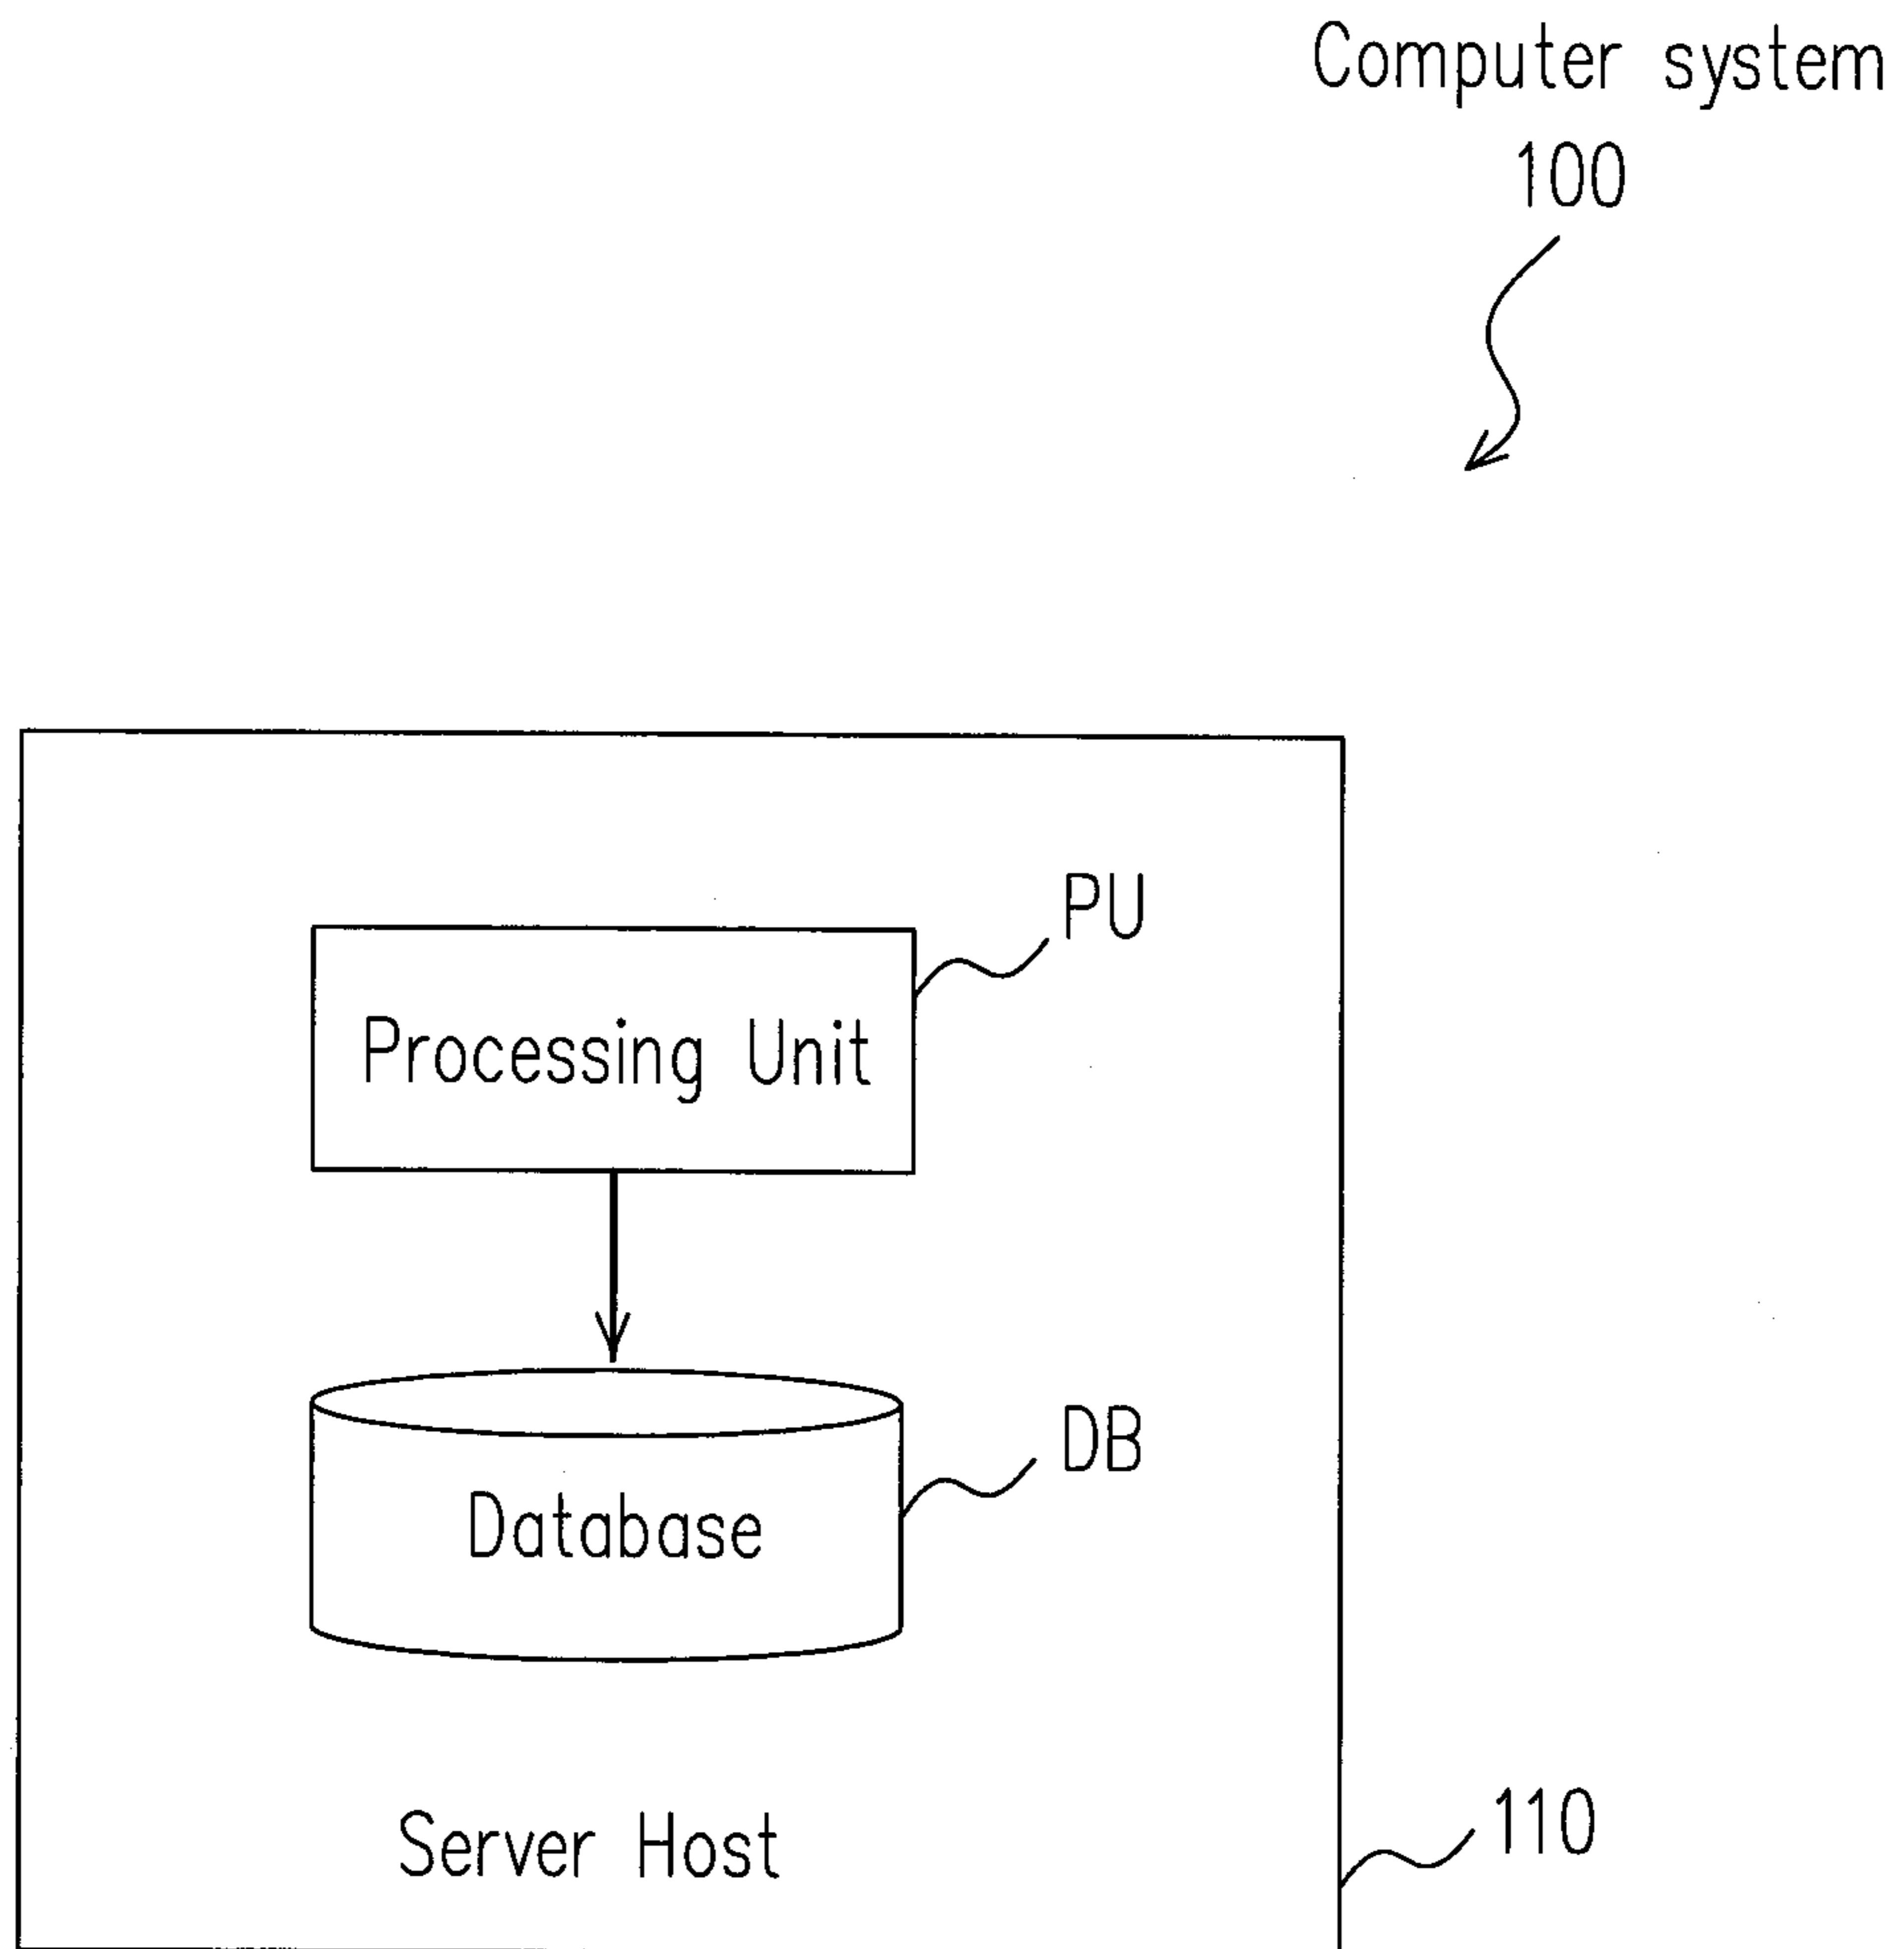 Computer system
100
PU
Processing Unit
DB
Database
Server Host
110